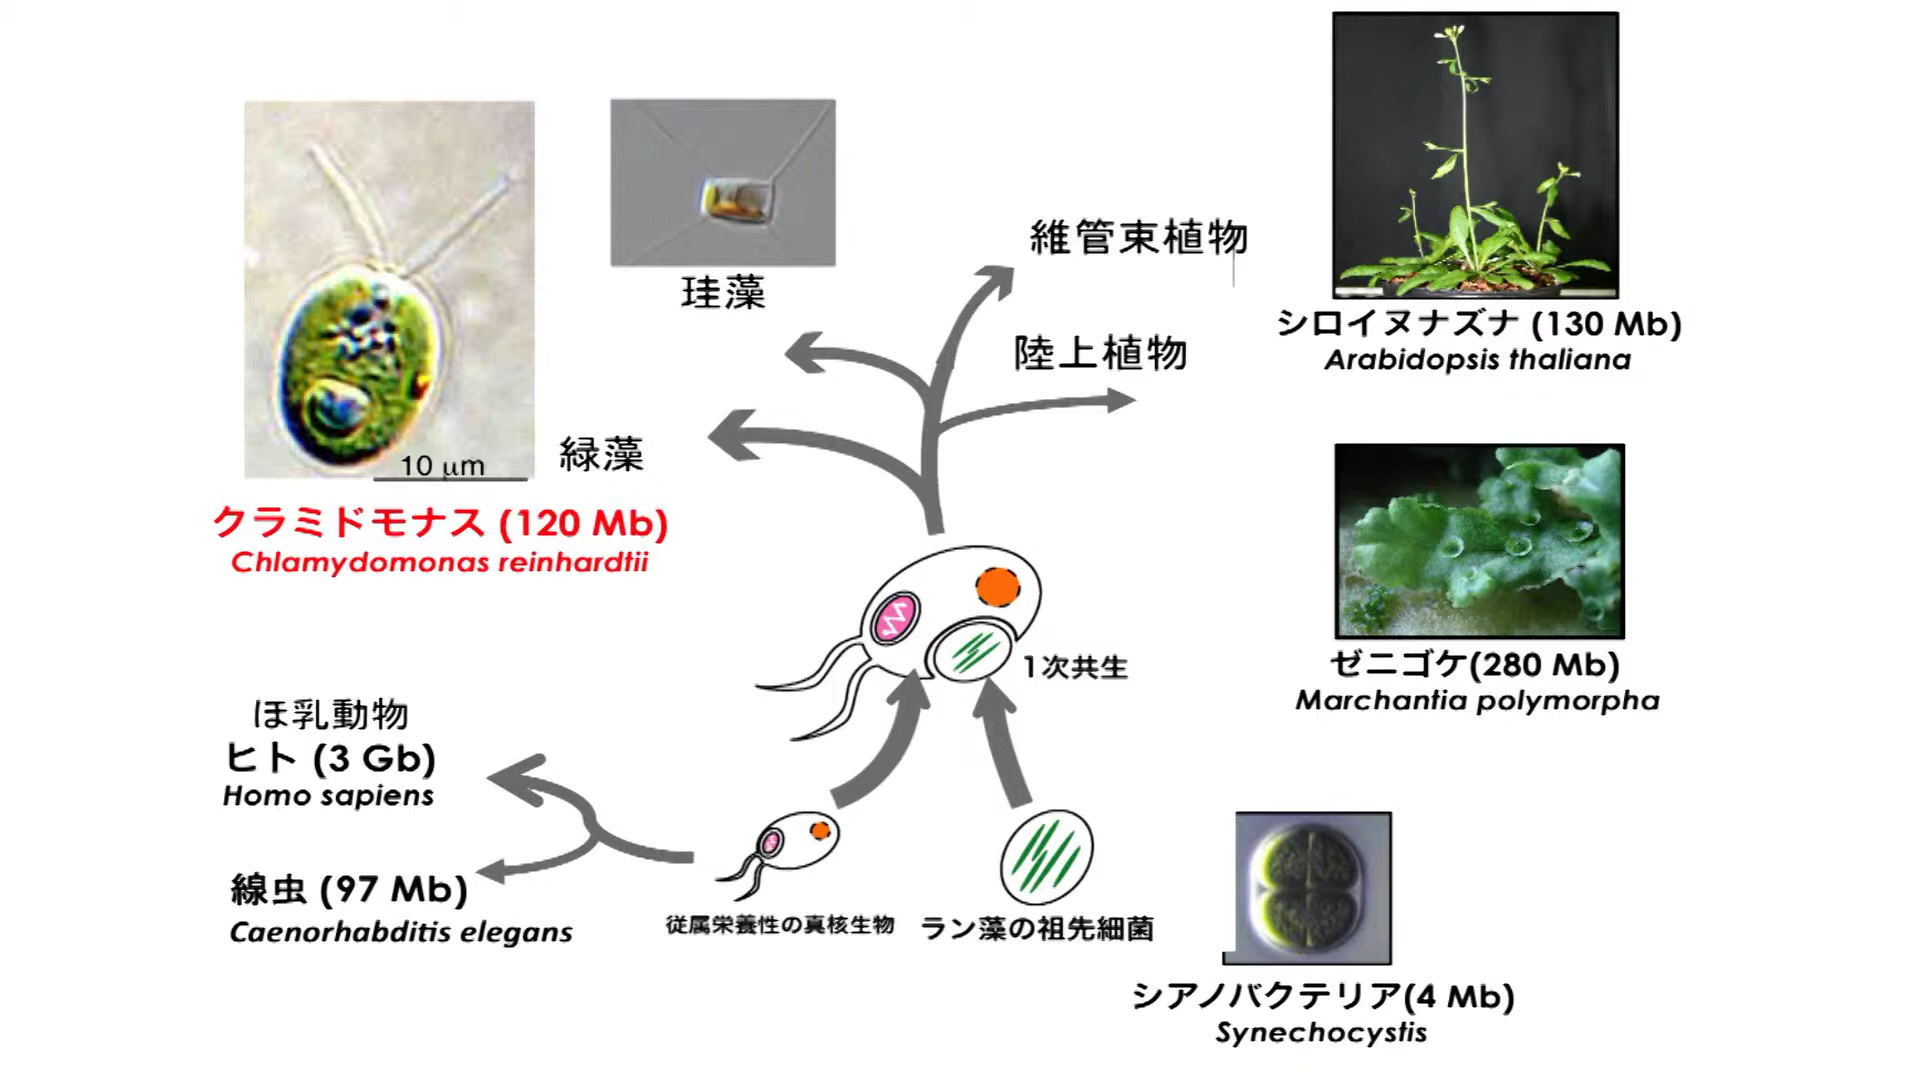 珪藻
維管束植物
シロイヌナズナ (130 Mb)
Arabidopsis thaliana
陸上植物
緑藻
10 µm
クラミドモナス (120 Mb)
Chlamydomonas reinhardtii
1次共生
ゼニゴケ(280 Mb)
Marchantia polymorpha
ほ乳動物
ヒト (3 Gb)
Homo sapiens
線虫 (97 Mb)
Caenorhabditis elegans
従属栄養性の真核生物
ラン藻の祖先細菌
シアノバクテリア(4 Mb)
Synechocystis